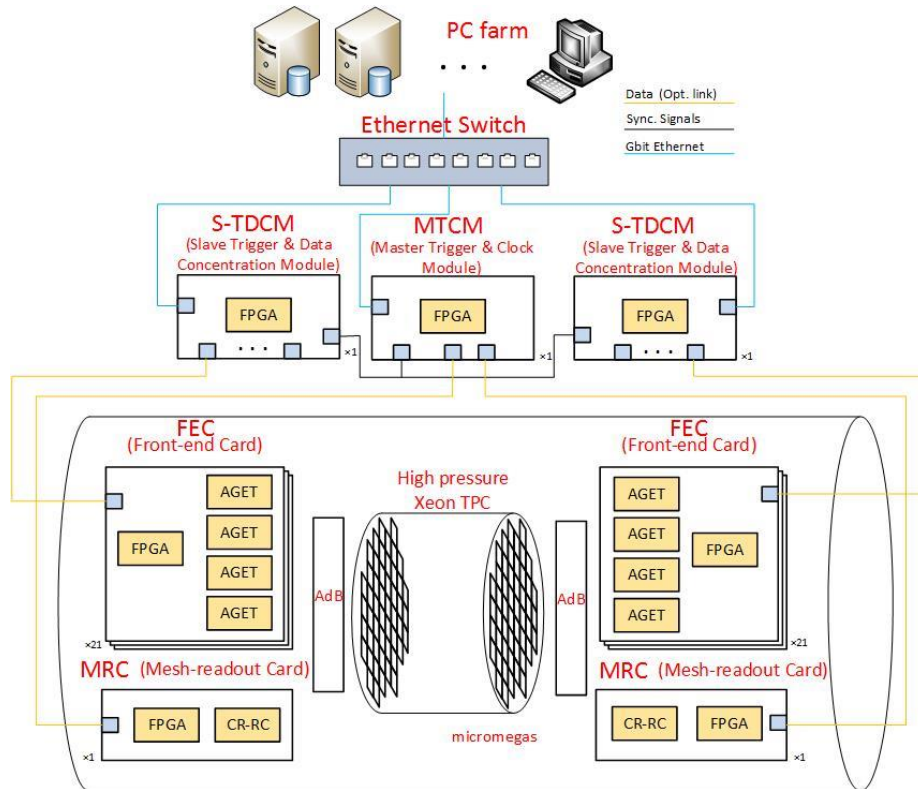 PC farm
. . .
Data (Opt. link)
Sync. Signals
Gbit Ethernet
Ethernet Switch
S-TDCM
(Slave Trigger & Data
Concentration Module)
FPGA
. . .
×1
MTCM
(Master Trigger & Clock
Module)
FPGA
×1
S-TDCM
(Slave Trigger & Data
Concentration Module)
FPGA
. . .
×1
FEC
(Front-end Card)
FPGA
AGET
AGET
AGET
AGET
×21
AdB
High pressure
Xeon TPC
micromegas
AdB
FEC
(Front-end Card)
AGET
AGET
AGET
AGET
FPGA
×21
MRC (Mesh-readout Card)
FPGA
CR-RC
×1
MRC (Mesh-readout Card)
CR-RC
FPGA
×1